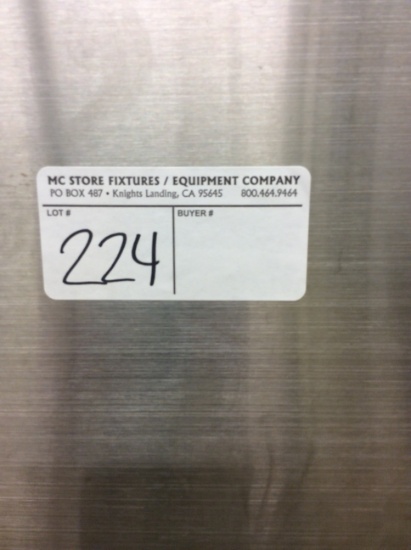 MC STORE FIXTURES / EQUIPMENT COMPANY
PO BOX 487 • Knights Landing, CA 95645 800.464.9464
LOT # BUYER #
224